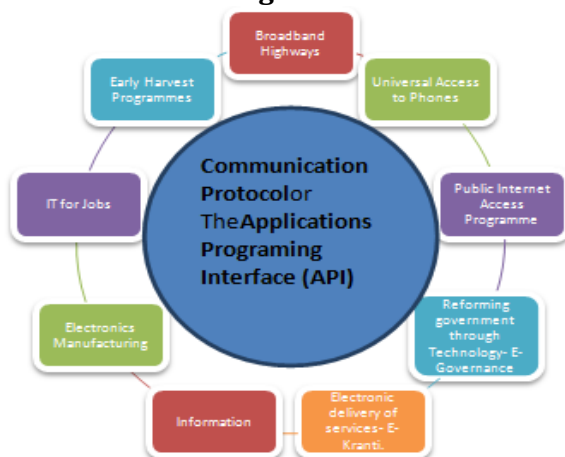 Broadband
Highways
Universal Access
to Phones
Public Internet
Access
Programme
Reforming
government
through
Technology- E-
Governance
Electronic
delivery of
services- E-
Kranti.
Information
Electronics
Manufacturing
IT for Jobs
Early Harvest
Programmes
Communication
Protocolor
TheApplications
Programing
Interface (API)